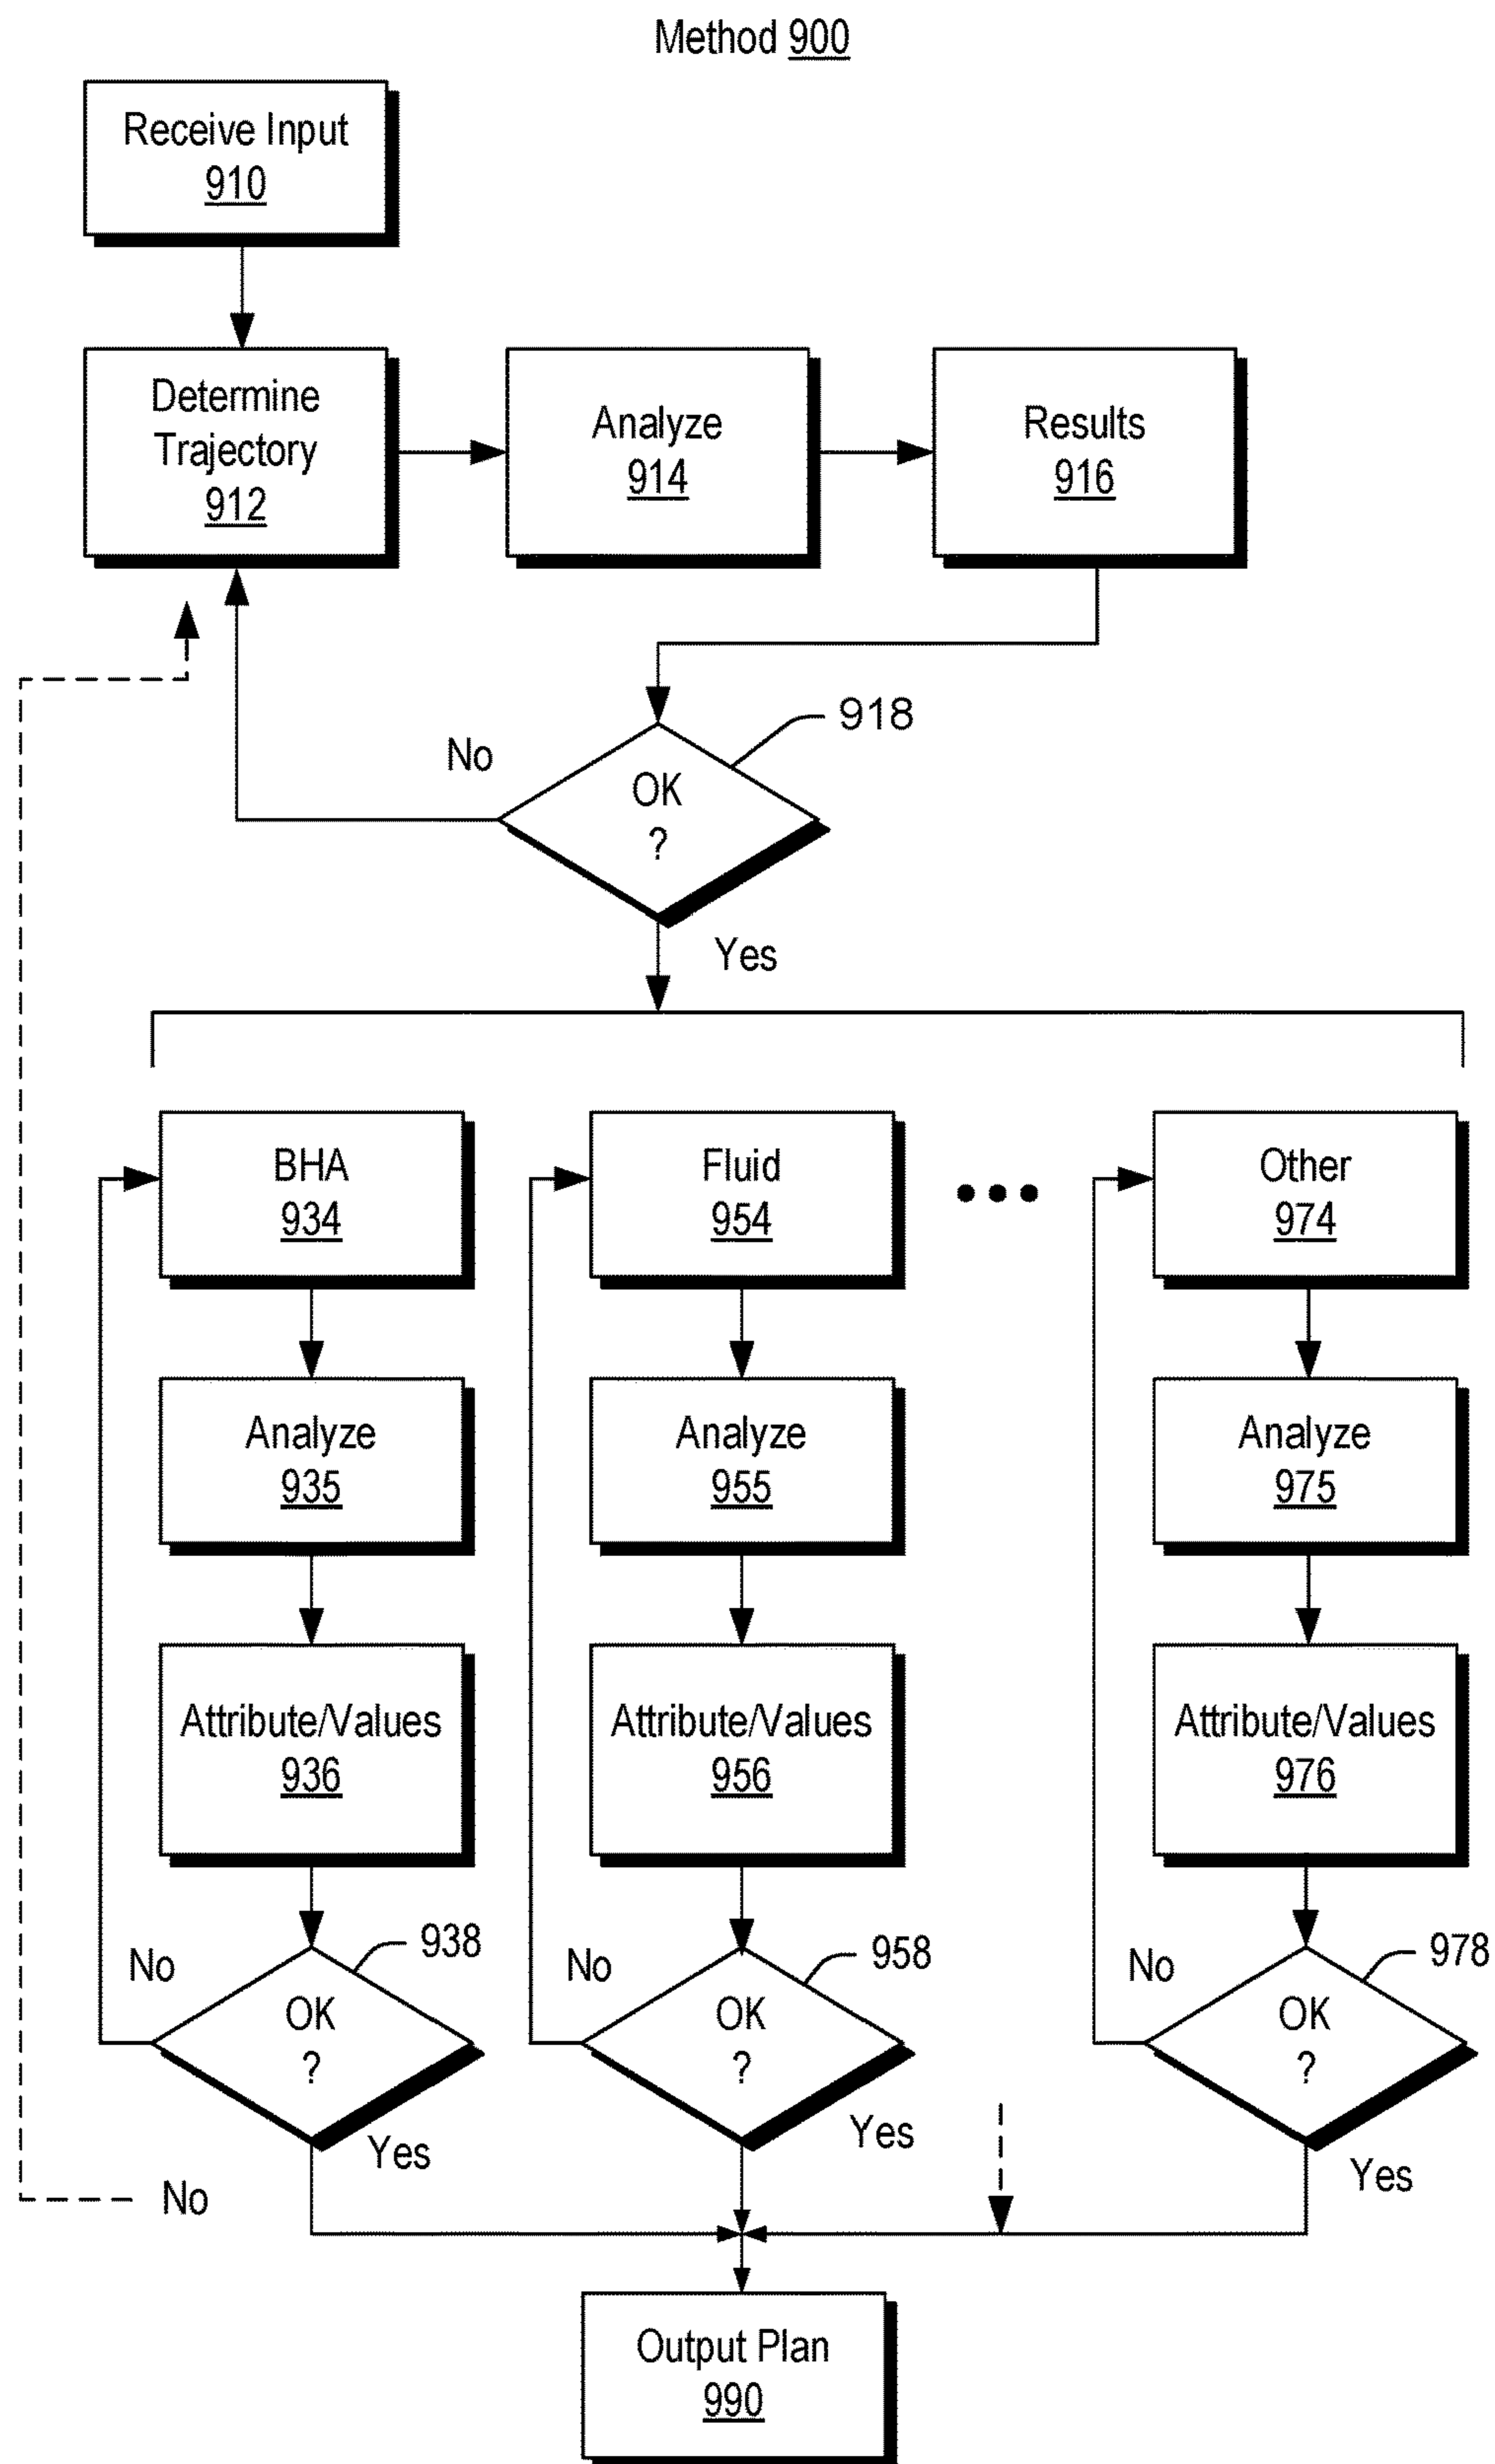 Method 900
Receive Input
910
Determine
Trajectory
912
Analyze
914
Results
916
918
No
OK
?
Yes
BHA
934
Fluid
954
Other
974
Analyze
935
Analyze
955
Analyze
975
Attribute/Values
936
Attribute/Values
956
Attribute/Values
976
938
No
OK
?
Yes
958
No
OK
?
Yes
978
No
OK
?
Yes
No
Output Plan
990